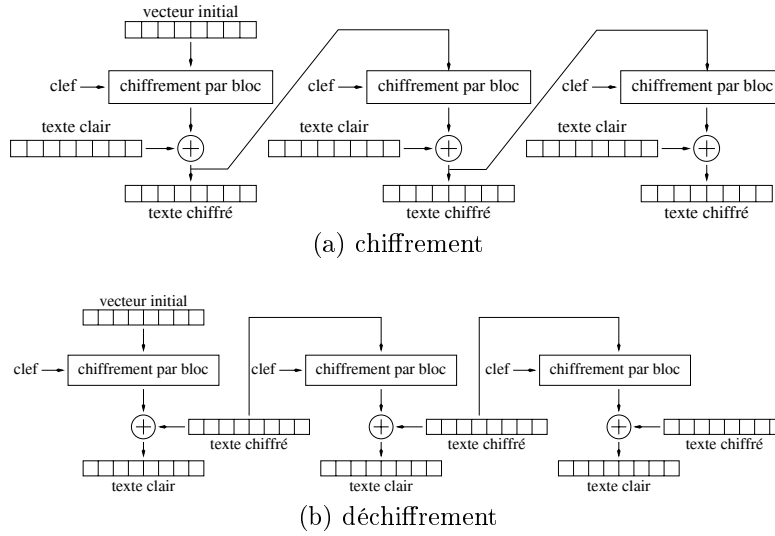 vecteur initial
clef chiffrement par bloc clef chiffrement par bloc clef chiffrement par bloc
texte clair texte clair texte clair
texte chiffré texte chiffré texte chiffré
(a) chiffrement
vecteur initial
clef chiffrement par bloc clef chiffrement par bloc clef chiffrement par bloc
texte chiffré texte chiffré texte chiffré
texte clair texte clair texte clair
(b) déchiffrement